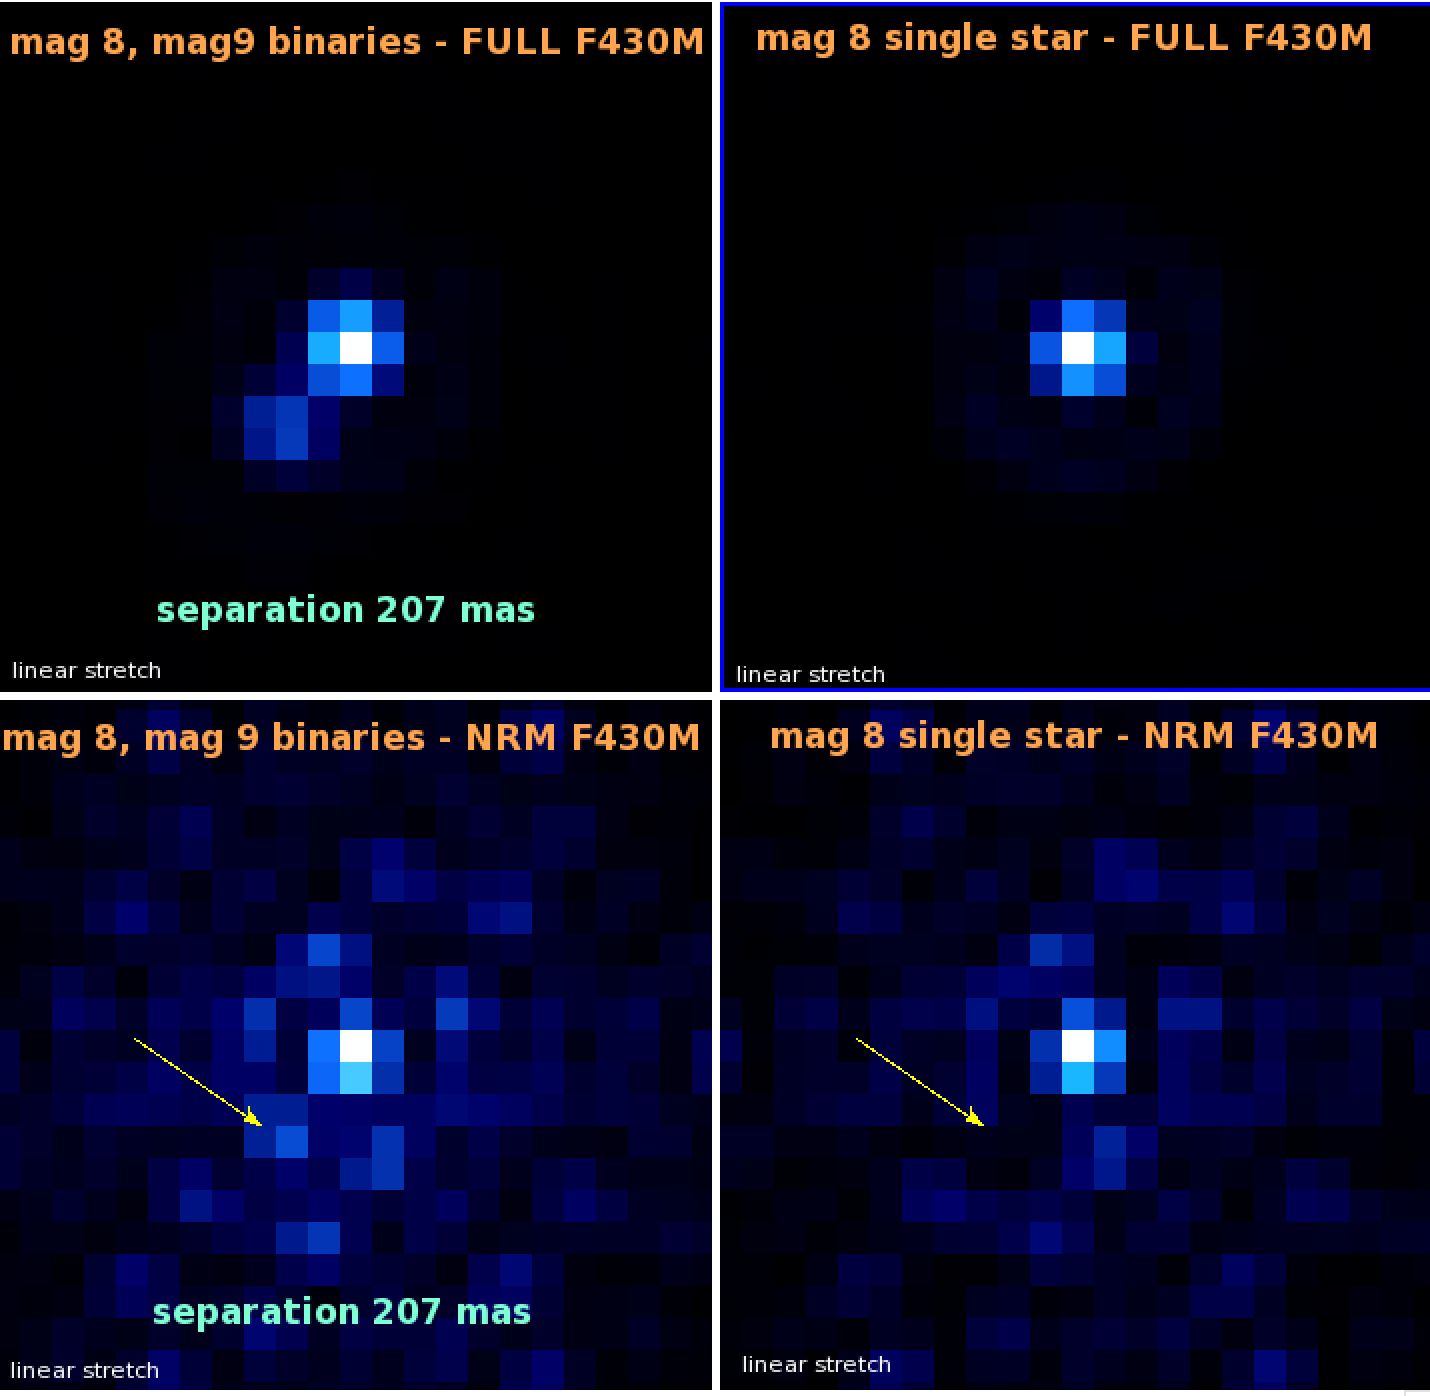 mag 8, mag9 binaries - FULL F430M
separation 207 mas
linear stretch
mag 8 single star - FULL F430M
linear stretch
mag 8, mag 9 binaries - NRM F430M
separation 207 mas
linear stretch
mag 8 single star - NRM F430M
linear stretch